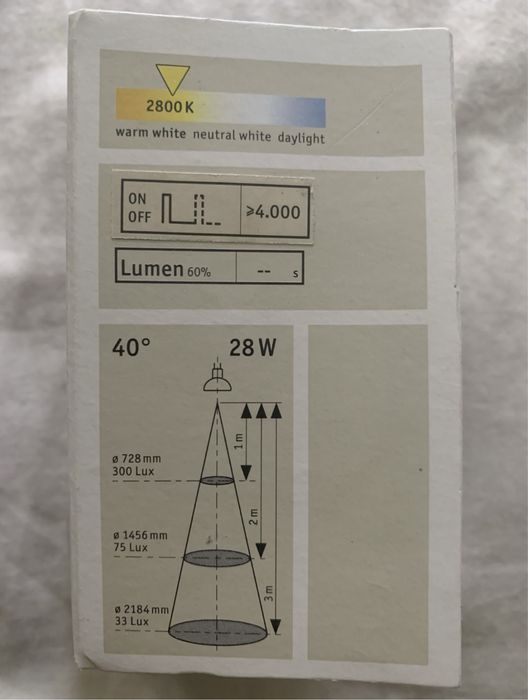 2800 K
warm white neutral white daylight
ON
OFF
≥4.000
Lumen 60% -- s
40° 28 W
1 m
ø 728 mm
300 Lux
2 m
ø 1456 mm
75 Lux
3 m
ø 2184 mm
33 Lux